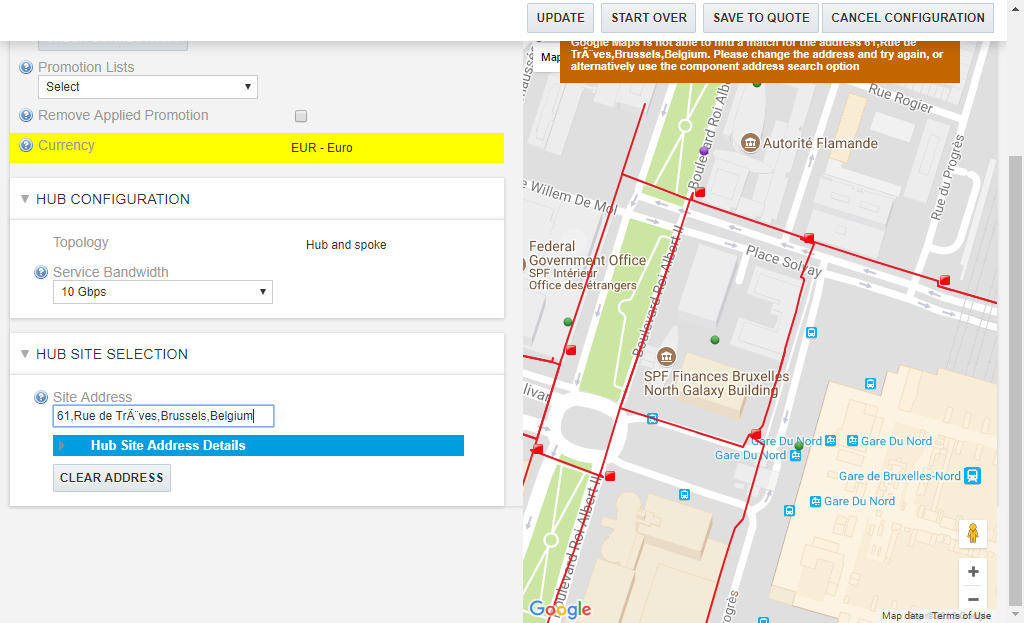 UPDATE
START OVER
SAVE TO QUOTE
CANCEL CONFIGURATION
Promotion Lists
Select
Remove Applied Promotion
Currency
EUR - Euro
HUB CONFIGURATION
Topology
Hub and spoke
Service Bandwidth
10 Gbps
HUB SITE SELECTION
Site Address
61,Rue de TrÃ¨ves,Brussels,Belgium
Hub Site Address Details
CLEAR ADDRESS
Map
Google Maps is not able to find a match for the address 61,Rue de
TrÃ¨ves,Brussels,Belgium. Please change the address and try again, or
alternatively use the component address search option
Rue Rogier
Boulevard Roi Alb
Autorité Flamande
Rue du Progrès
e Willem De Mol
Federal
Government Office
SPF Intérieur
Office des étrangers
Place Solvay
Boulevard Roi Albert II
SPF Finances Bruxelles
North Galaxy Building
Gare Du Nord
Gare Du Nord
Gare Du Nord
Gare de Bruxelles-Nord
Gare Du Nord
Boulevard Roi Albert II
Progrès
Google
Map data
Terms of Use